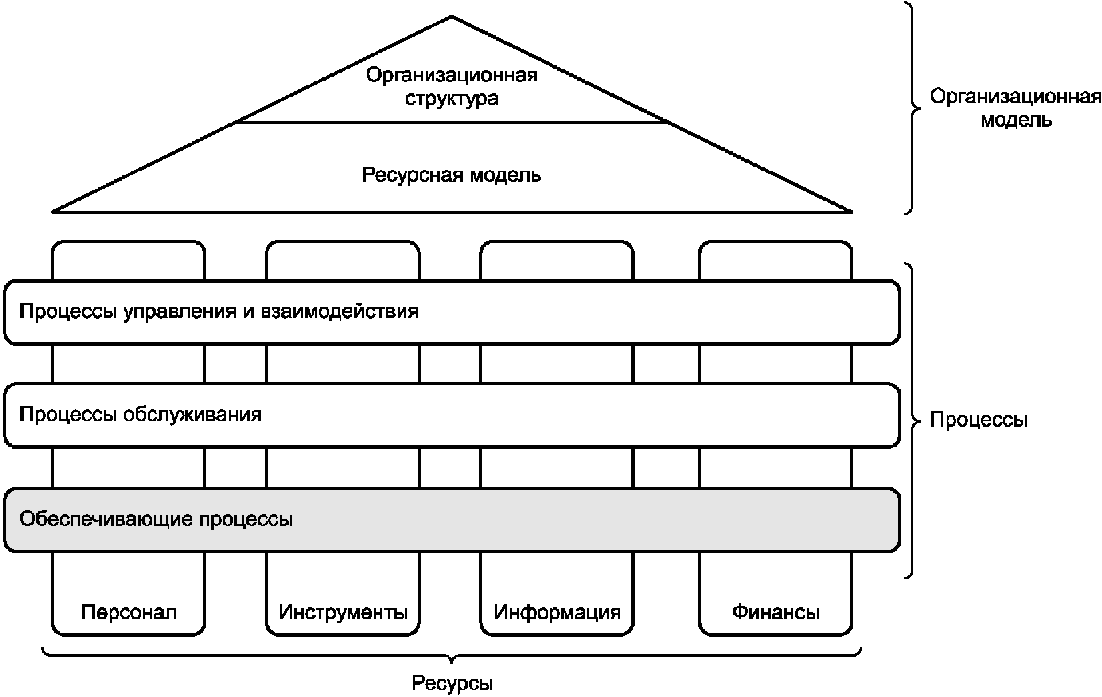 Организационная
структура
Организационная
модель
Ресурсная модель
Процессы управления и взаимодействия
Процессы обслуживания
Процессы
Обеспечивающие процессы
Персонал
Инструменты
Информация
Финансы
Ресурсы